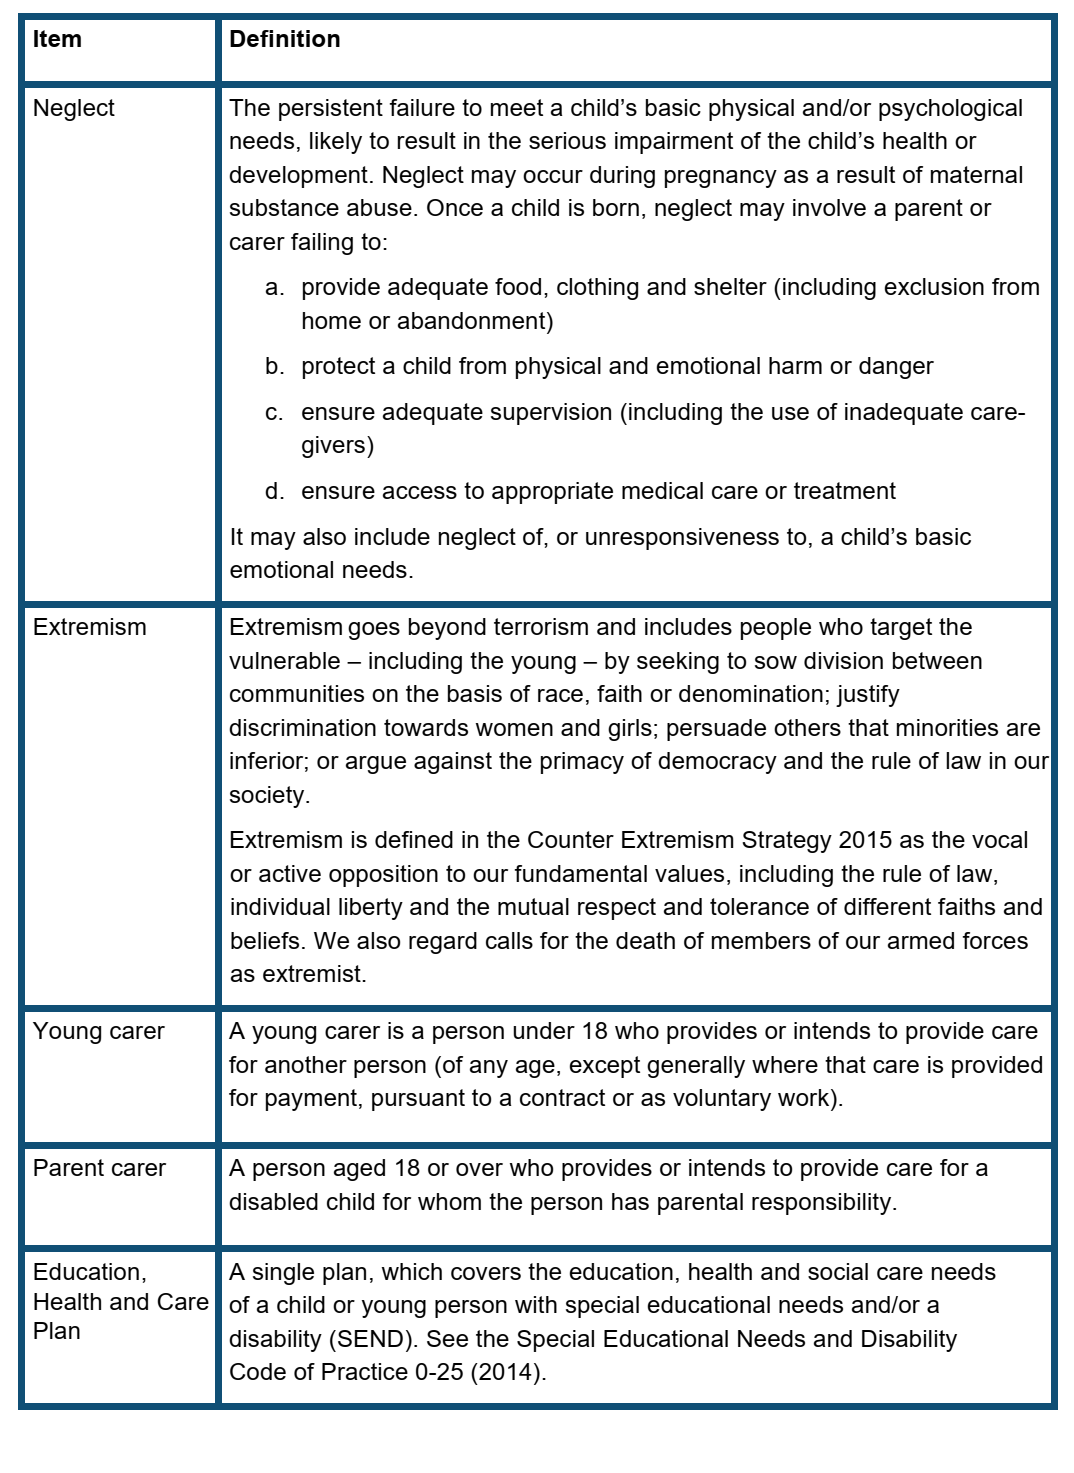 Item
Definition
Neglect
The persistent failure to meet a child’s basic physical and/or psychological
needs, likely to result in the serious impairment of the child’s health or
development. Neglect may occur during pregnancy as a result of maternal
substance abuse. Once a child is born, neglect may involve a parent or
carer failing to:
a. provide adequate food, clothing and shelter (including exclusion from
home or abandonment)
b. protect a child from physical and emotional harm or danger
c. ensure adequate supervision (including the use of inadequate care-
givers)
d. ensure access to appropriate medical care or treatment
It may also include neglect of, or unresponsiveness to, a child’s basic
emotional needs.
Extremism
Extremism goes beyond terrorism and includes people who target the
vulnerable – including the young – by seeking to sow division between
communities on the basis of race, faith or denomination; justify
discrimination towards women and girls; persuade others that minorities are
inferior; or argue against the primacy of democracy and the rule of law in our
society.
Extremism is defined in the Counter Extremism Strategy 2015 as the vocal
or active opposition to our fundamental values, including the rule of law,
individual liberty and the mutual respect and tolerance of different faiths and
beliefs. We also regard calls for the death of members of our armed forces
as extremist.
Young carer
A young carer is a person under 18 who provides or intends to provide care
for another person (of any age, except generally where that care is provided
for payment, pursuant to a contract or as voluntary work).
Parent carer
A person aged 18 or over who provides or intends to provide care for a
disabled child for whom the person has parental responsibility.
Education,
Health and Care
Plan
A single plan, which covers the education, health and social care needs
of a child or young person with special educational needs and/or a
disability (SEND). See the Special Educational Needs and Disability
Code of Practice 0-25 (2014).